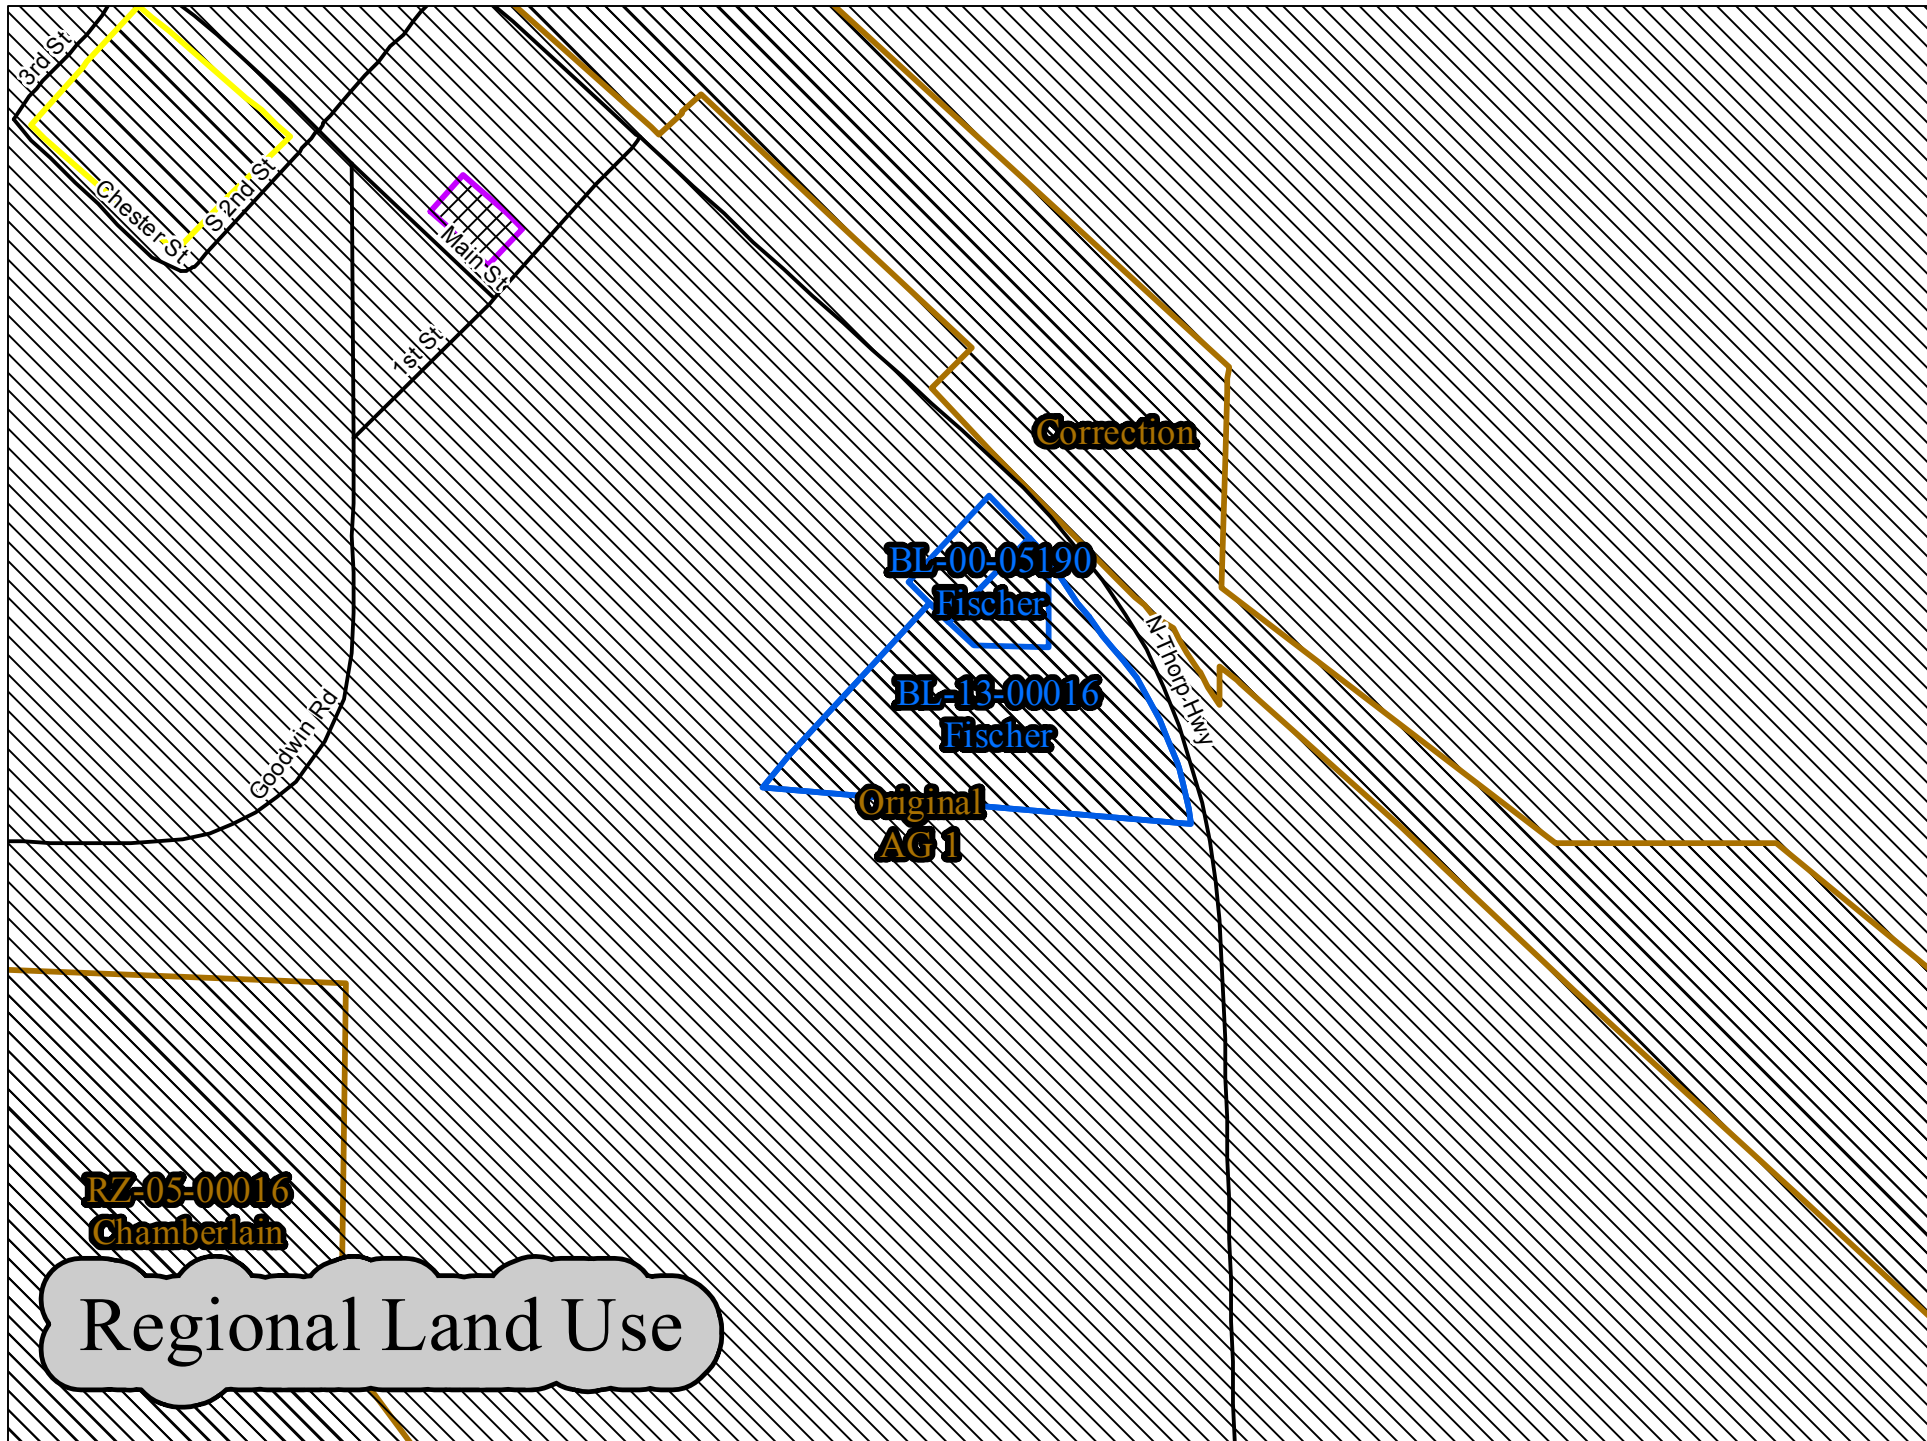 3rd St
Chester St
S 2nd St
Main St
1st St
Correction
BL-00-05190
Fischer
N Thorp Hwy
BL-13-00016
Fischer
Goodwin Rd
Original
AG 1
RZ-05-00016
Chamberlain
Regional Land Use